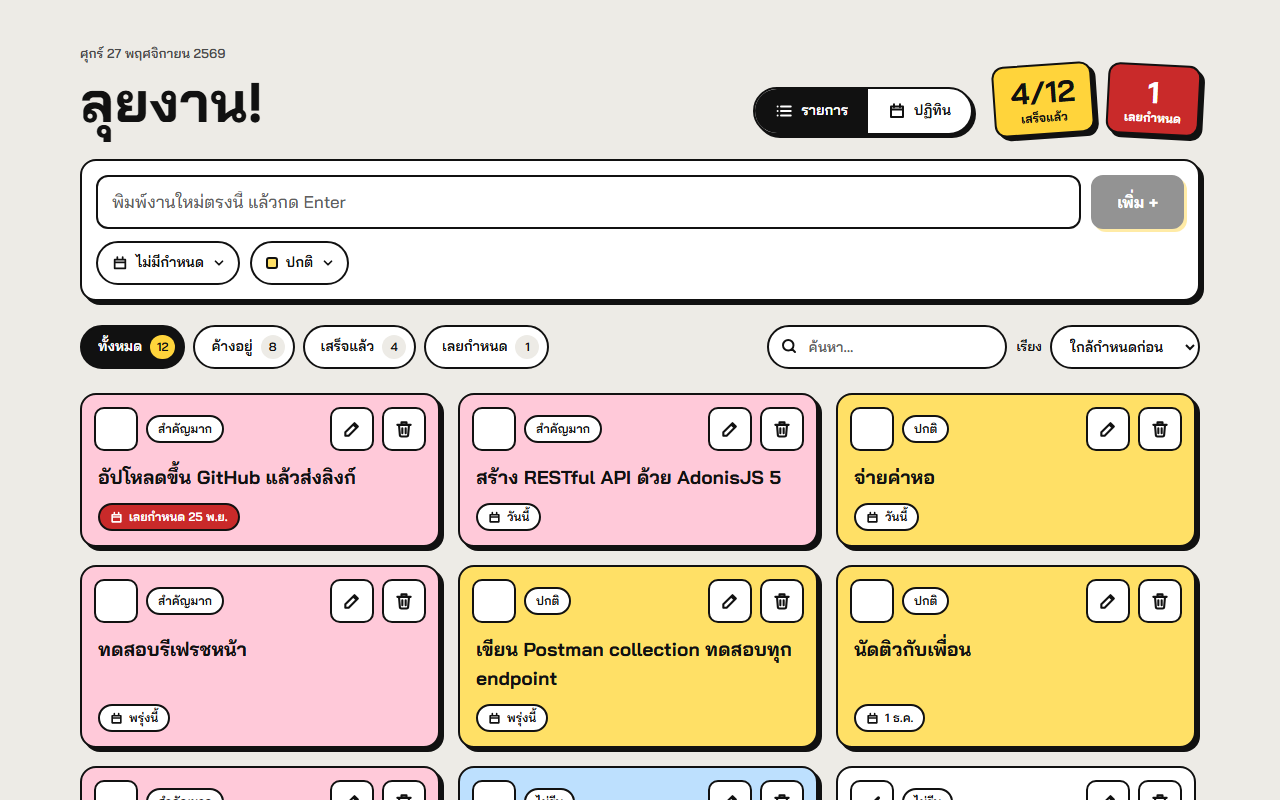 ศุกร์ 27 พฤศจิกายน 2569
ลุยงาน!
รายการ
ปฏิทิน
4/12
เสร็จแล้ว
1
เลยกำหนด
พิมพ์งานใหม่ตรงนี้ แล้วกด Enter
เพิ่ม +
ไม่มีกำหนด
ปกติ
ทั้งหมด 12
ค้างอยู่ 8
เสร็จแล้ว 4
เลยกำหนด 1
ค้นหา...
เรียง
ใกล้กำหนดก่อน
สำคัญมาก
อัปโหลดขึ้น GitHub แล้วส่งลิงก์
เลยกำหนด 25 พ.ย.
สำคัญมาก
สร้าง RESTful API ด้วย AdonisJS 5
วันนี้
ปกติ
จ่ายค่าหอ
วันนี้
สำคัญมาก
ทดสอบรีเฟรชหน้า
พรุ่งนี้
ปกติ
เขียน Postman collection ทดสอบทุก
endpoint
พรุ่งนี้
ปกติ
นัดติวกับเพื่อน
1 ธ.ค.
สำคัญมาก